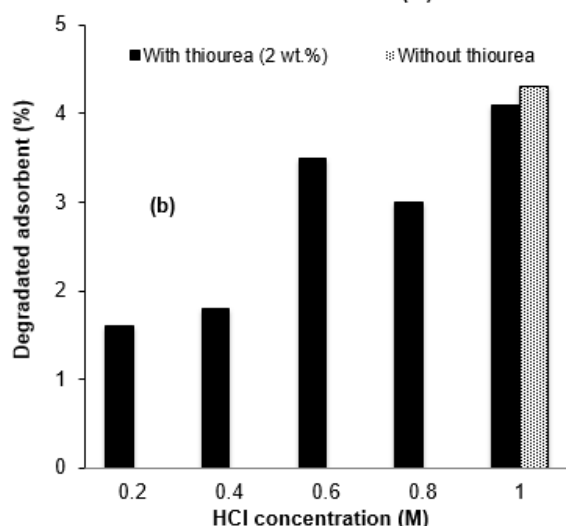 5
With thiourea (2 wt.%) Without thiourea
4
Degradated adsorbent (%)
3
(b)
2
1
0
0.2 0.4 0.6 0.8 1
HCl concentration (M)